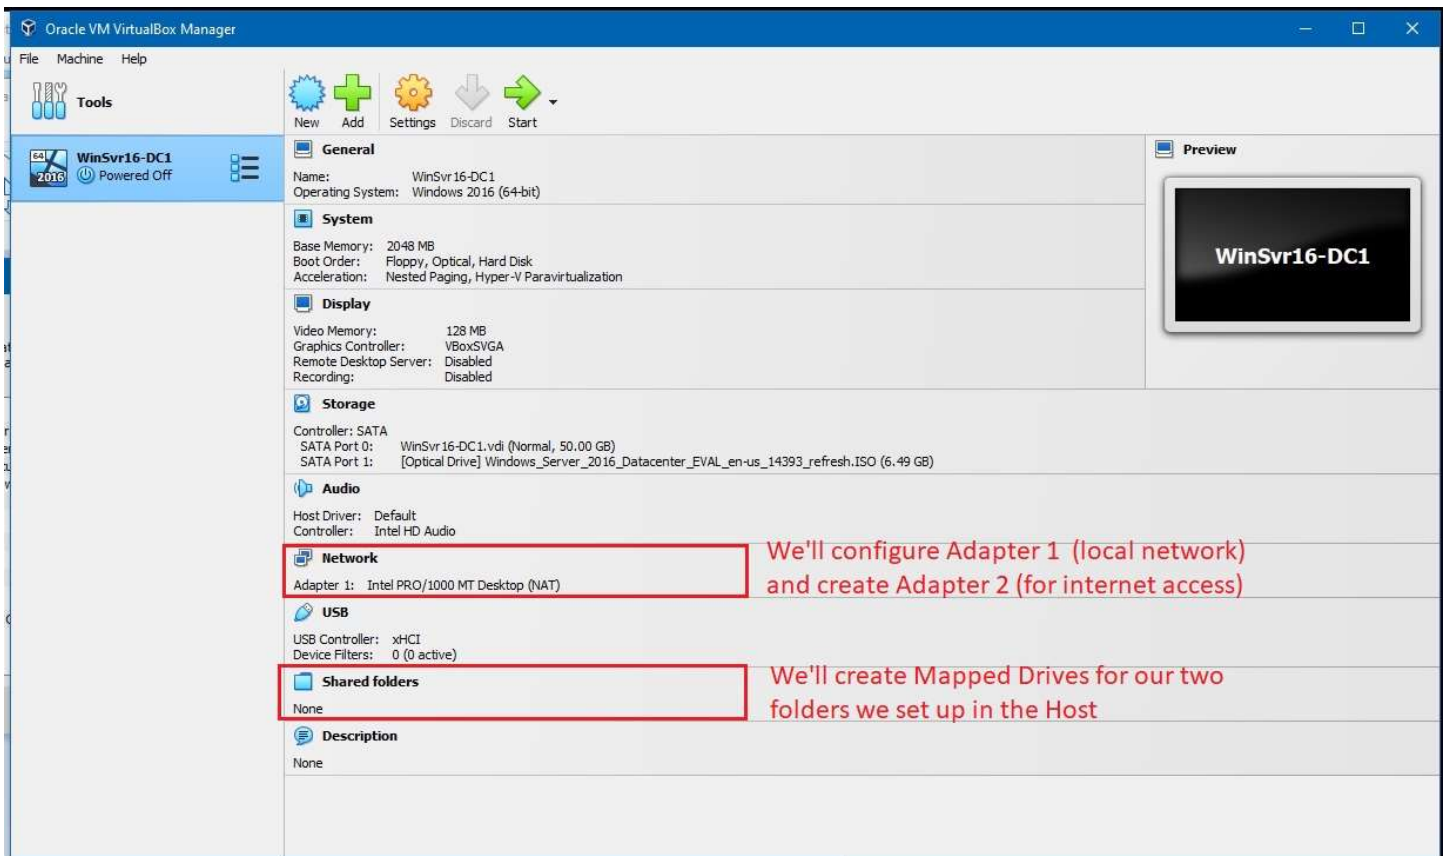 Oracle VM VirtualBox Manager
File Machine Help
Tools
New Add Settings Discard Start
64
2016
WinSvr16-DC1
Powered Off
General
Name: WinSvr16-DC1
Operating System: Windows 2016 (64-bit)
System
Base Memory: 2048 MB
Boot Order: Floppy, Optical, Hard Disk
Acceleration: Nested Paging, Hyper-V Paravirtualization
Display
Video Memory: 128 MB
Graphics Controller: VBoxSVGA
Remote Desktop Server: Disabled
Recording: Disabled
Storage
Controller: SATA
SATA Port 0: WinSvr16-DC1.vdi (Normal, 50.00 GB)
SATA Port 1: [Optical Drive] Windows_Server_2016_Datacenter_EVAL_en-us_14393_refresh.ISO (6.49 GB)
Audio
Host Driver: Default
Controller: Intel HD Audio
Network
Adapter 1: Intel PRO/1000 MT Desktop (NAT)
We'll configure Adapter 1 (local network)
and create Adapter 2 (for internet access)
USB
USB Controller: xHCI
Device Filters: 0 (0 active)
Shared folders
None
We'll create Mapped Drives for our two
folders we set up in the Host
Description
None
Preview
WinSvr16-DC1